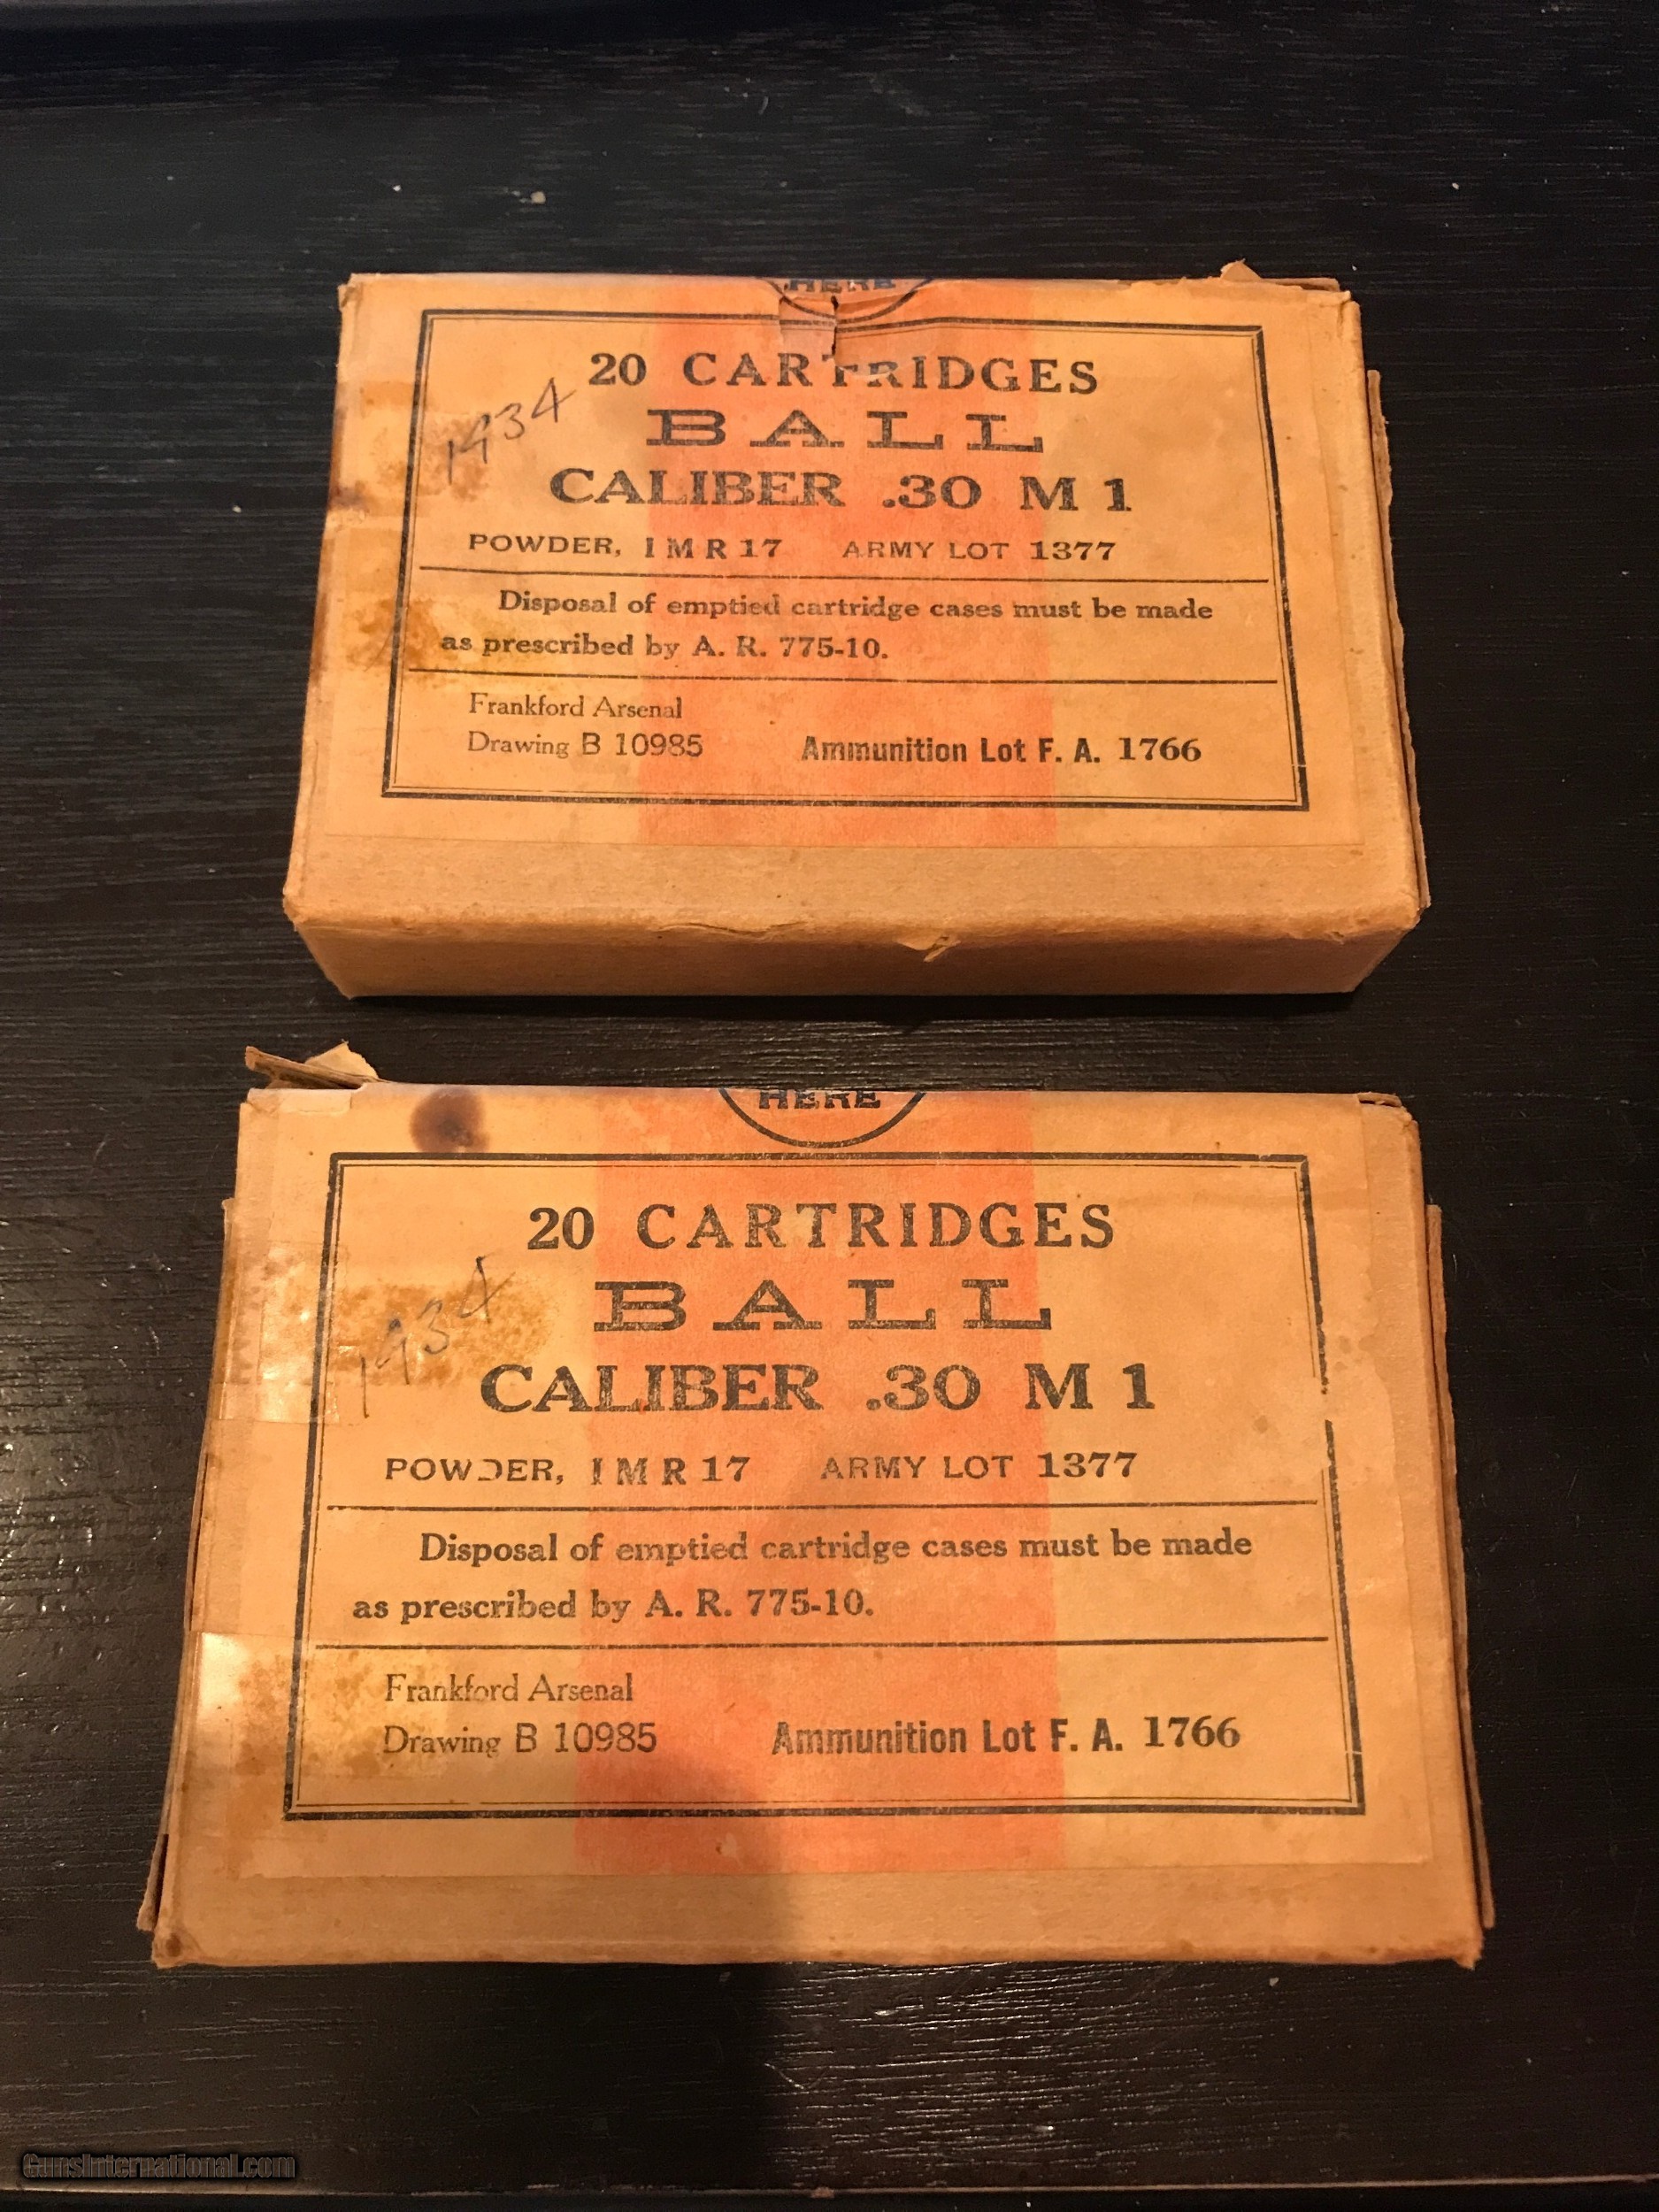 HERE
20 CARTRIDGES
BALL
CALIBER .30 M 1
1934
POWDER, I M R 17 ARMY LOT 1377
Disposal of emptied cartridge cases must be made
as prescribed by A. R. 775-10.
Frankford Arsenal
Drawing B 10985 Ammunition Lot F. A. 1766
HERE
20 CARTRIDGES
BALL
1934
CALIBER .30 M 1
POWDER, I M R 17 ARMY LOT 1377
Disposal of emptied cartridge cases must be made
as prescribed by A. R. 775-10.
Frankford Arsenal
Drawing B 10985 Ammunition Lot F. A. 1766
GunsInternational.com